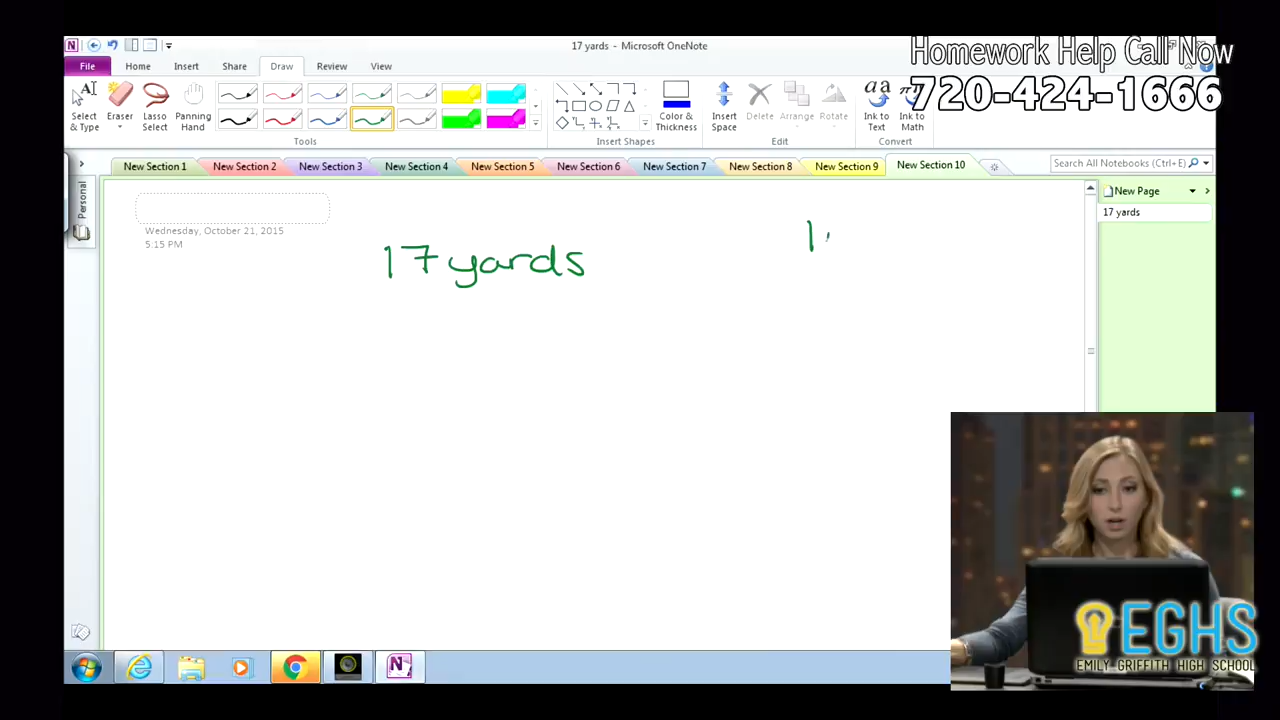 17 yards - Microsoft OneNote
Homework Help Call Now
720-424-1666
File Home Insert Share Draw Review View
Select & Type
Eraser
Lasso Select
Panning Hand
Color & Thickness
Insert Space
Delete
Arrange
Rotate
Ink to Text
Ink to Math
Tools
Insert Shapes
Edit
Convert
New Section 1 New Section 2 New Section 3 New Section 4 New Section 5 New Section 6 New Section 7 New Section 8 New Section 9 New Section 10
Search All Notebooks (Ctrl+E)
Personal
New Page
17 yards
Wednesday, October 21, 2015
5:15 PM
17 yards
1
EGHS
EMILY GRIFFITH HIGH SCHOOL